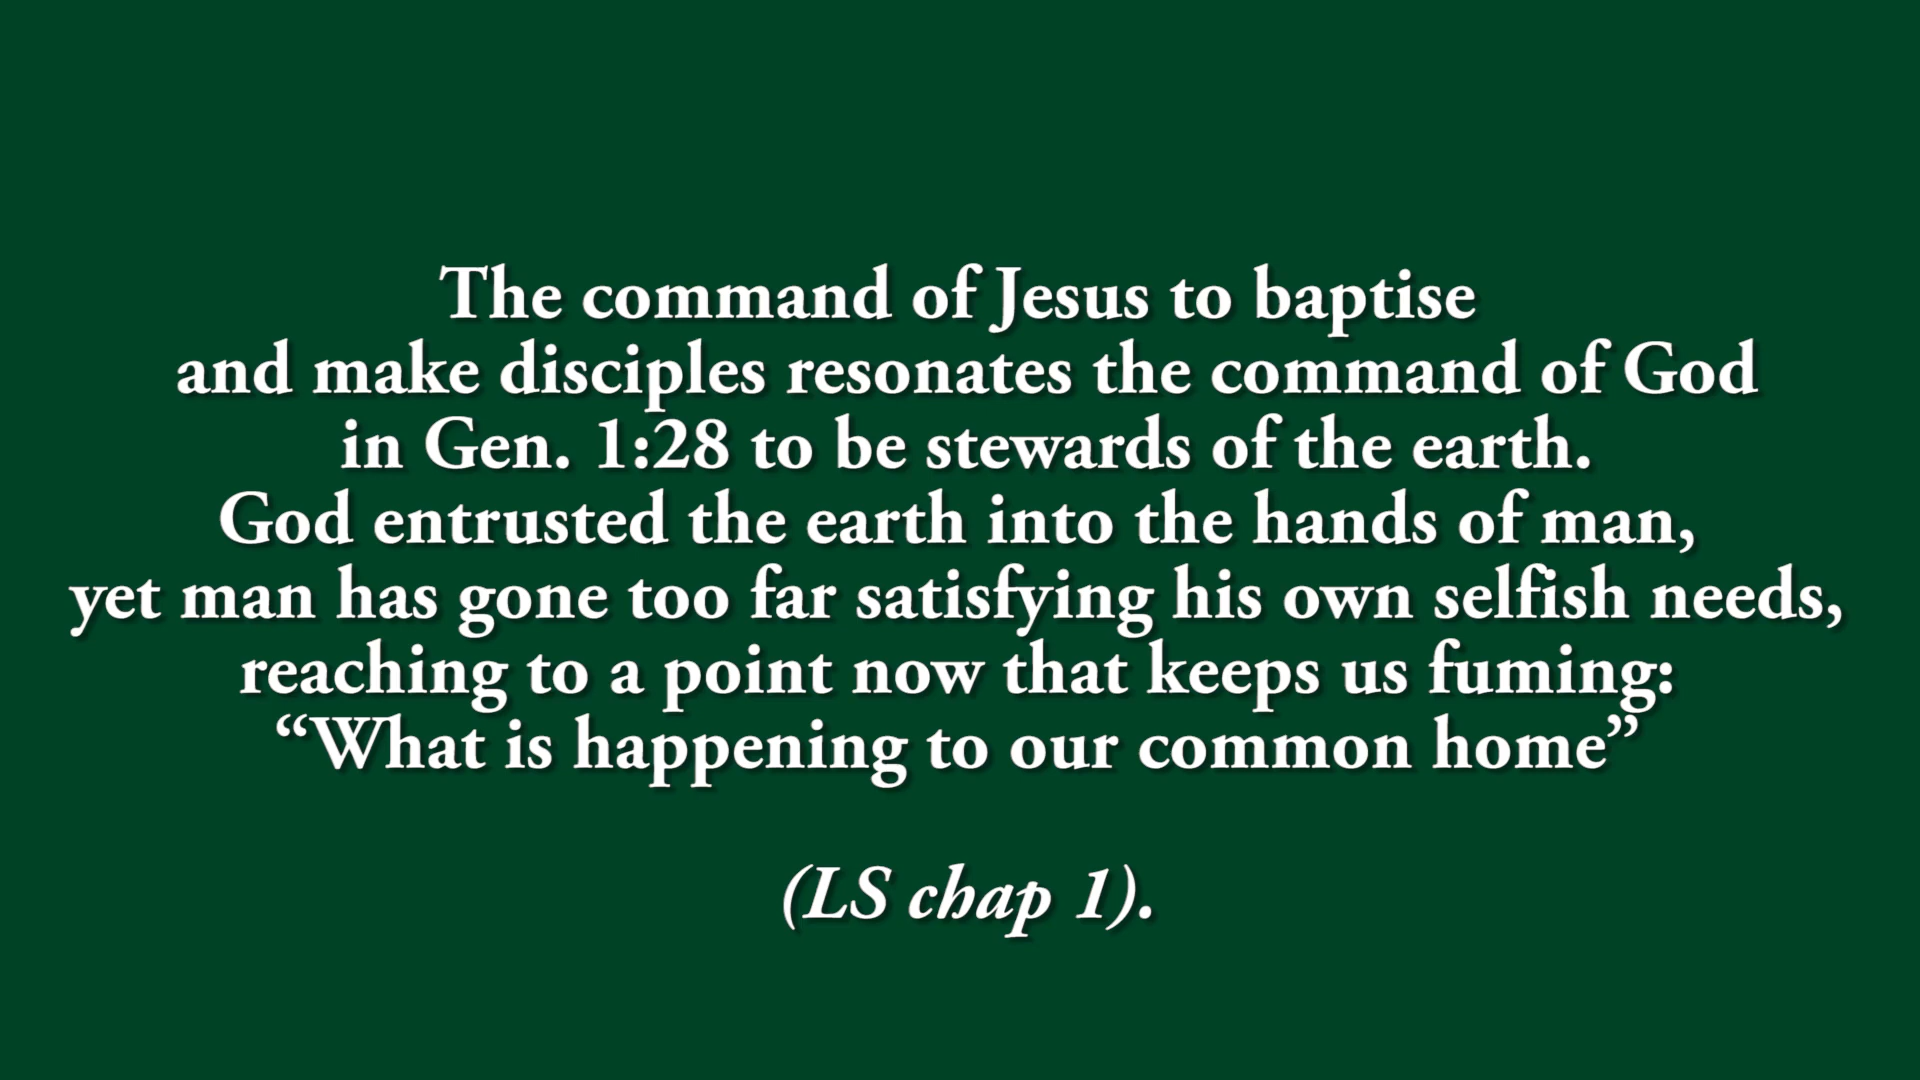 The command of Jesus to baptise
and make disciples resonates the command of God
in Gen. 1:28 to be stewards of the earth.
God entrusted the earth into the hands of man,
yet man has gone too far satisfying his own selfish needs,
reaching to a point now that keeps us fuming:
“What is happening to our common home”
(LS chap 1).